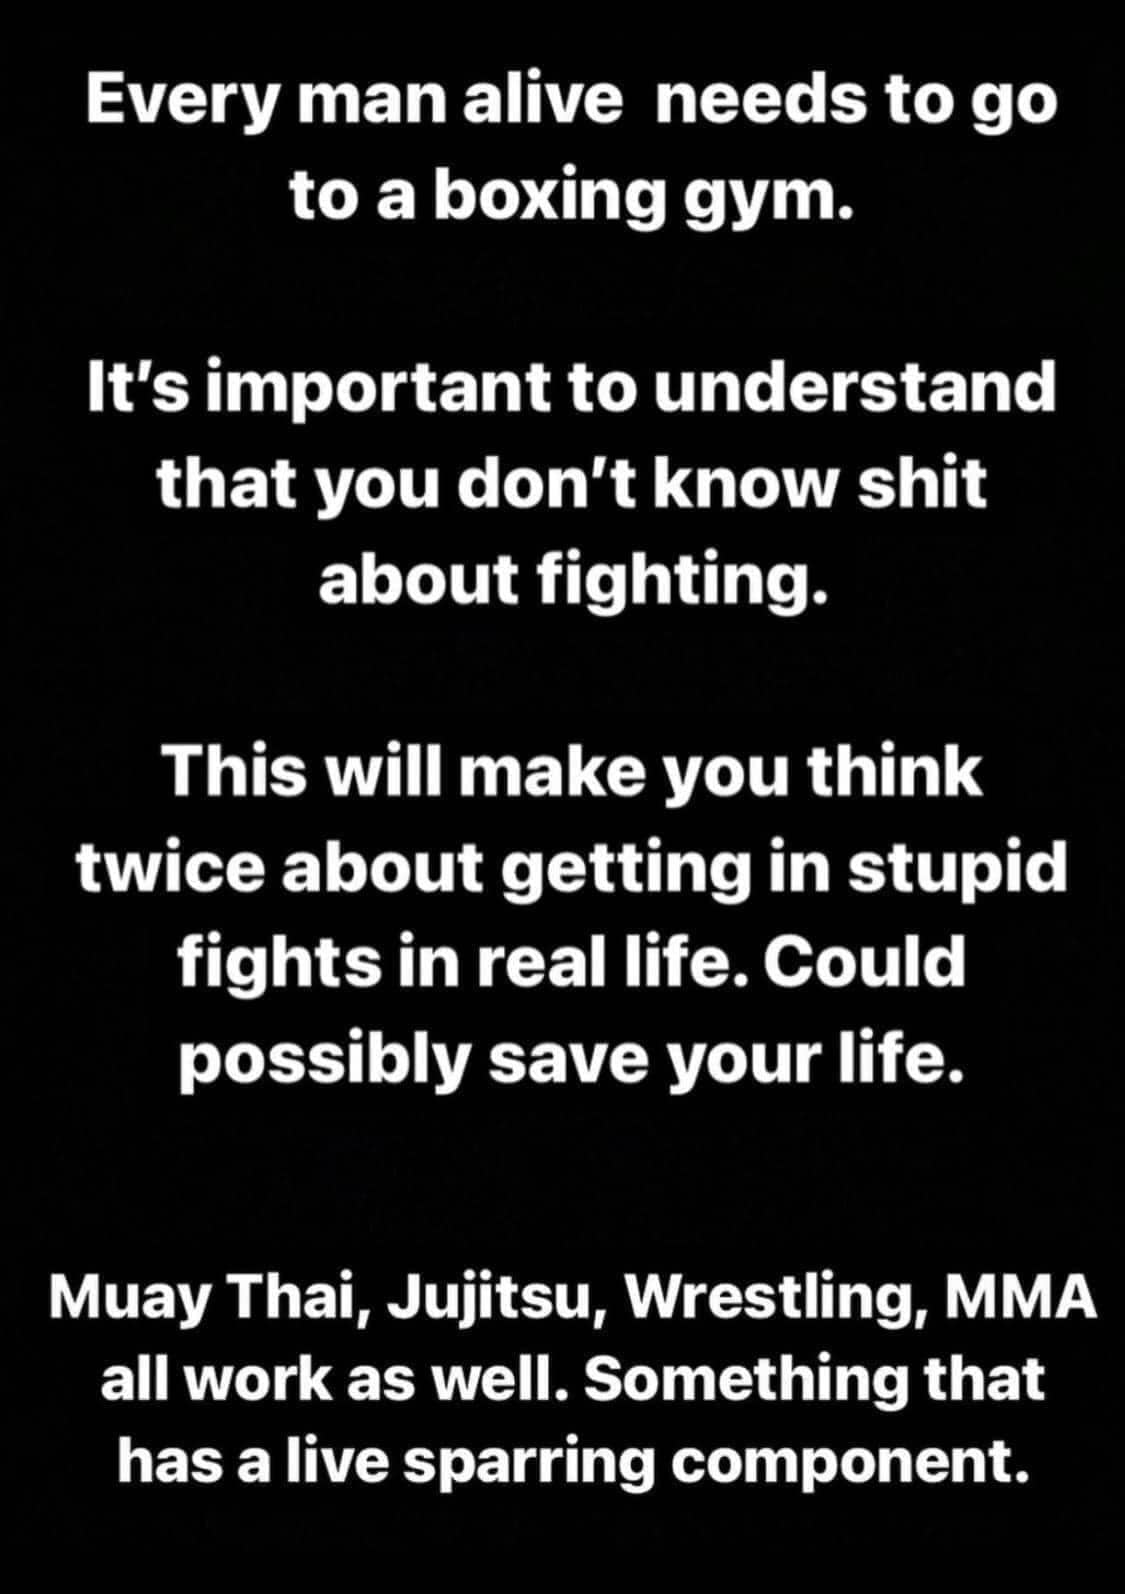 Every man alive  needs to go
to a boxing gym.
It’s important to understand
that you don’t know shit
about fighting.
This will make you think
twice about getting in stupid
fights in real life. Could
possibly save your life.
Muay Thai, Jujitsu, Wrestling, MMA
all work as well. Something that
has a live sparring component.